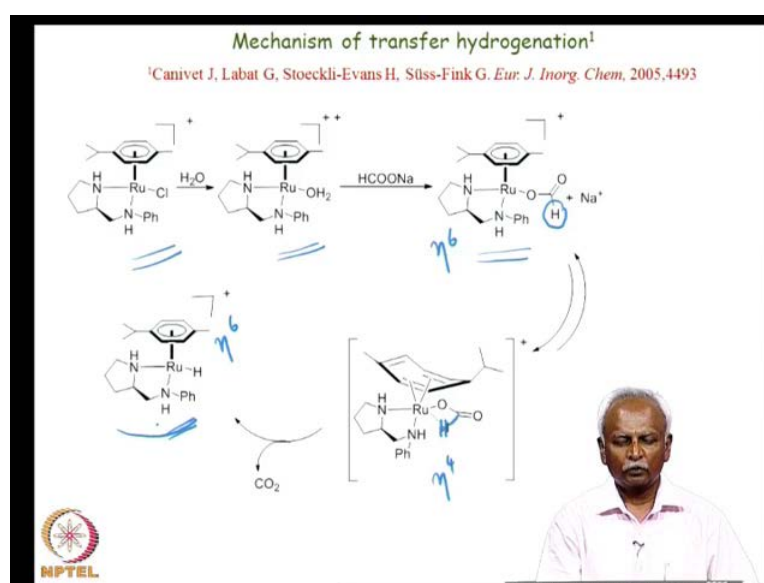 Mechanism of transfer hydrogenation¹
¹Canivet J, Labat G, Stoeckli-Evans H, Süss-Fink G. Eur. J. Inorg. Chem, 2005,4493
+
H
N
Ru
Cl
N
Ph
H
H₂O
++
H
N
Ru
OH₂
N
Ph
H
HCOONa
+
H
N
Ru
O
O
H
N
Ph
H
+ Na⁺
η⁶
+
H
N
Ru
H
N
Ph
H
η⁶
CO₂
+
H
N
Ru
O
O
H
NH
Ph
η⁴
NPTEL